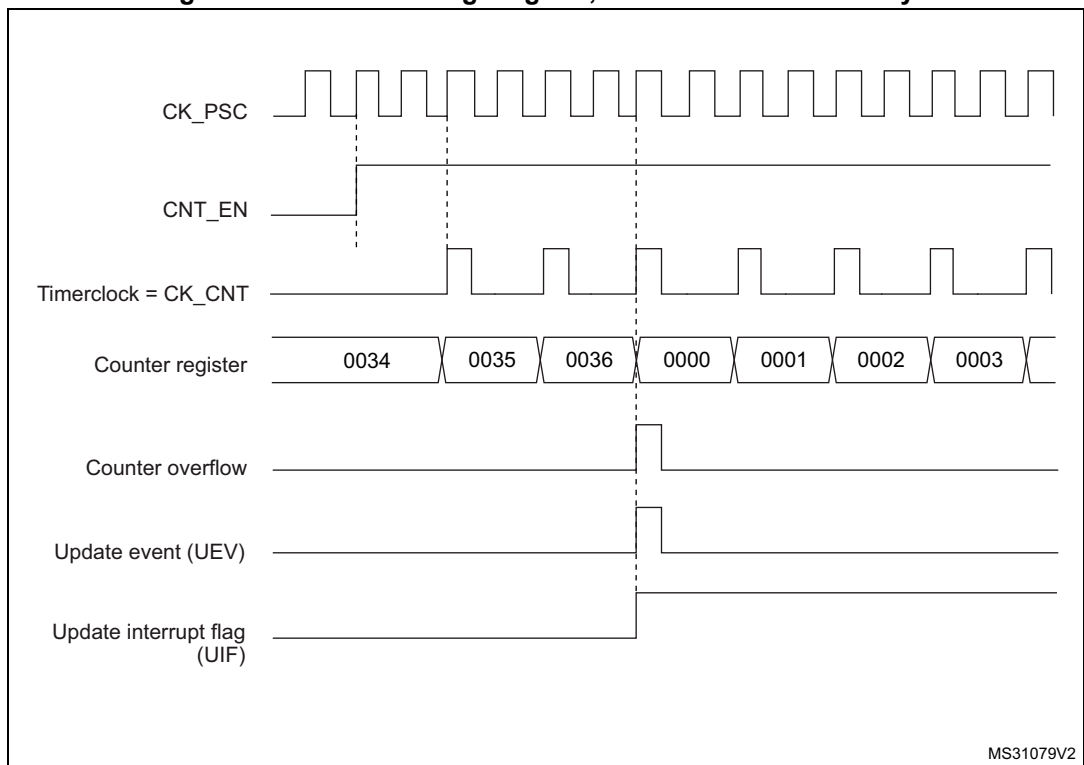 CK_PSC
CNT_EN
Timerclock = CK_CNT
Counter register 0034 0035 0036 0000 0001 0002 0003
Counter overflow
Update event (UEV)
Update interrupt flag
(UIF)
MS31079V2